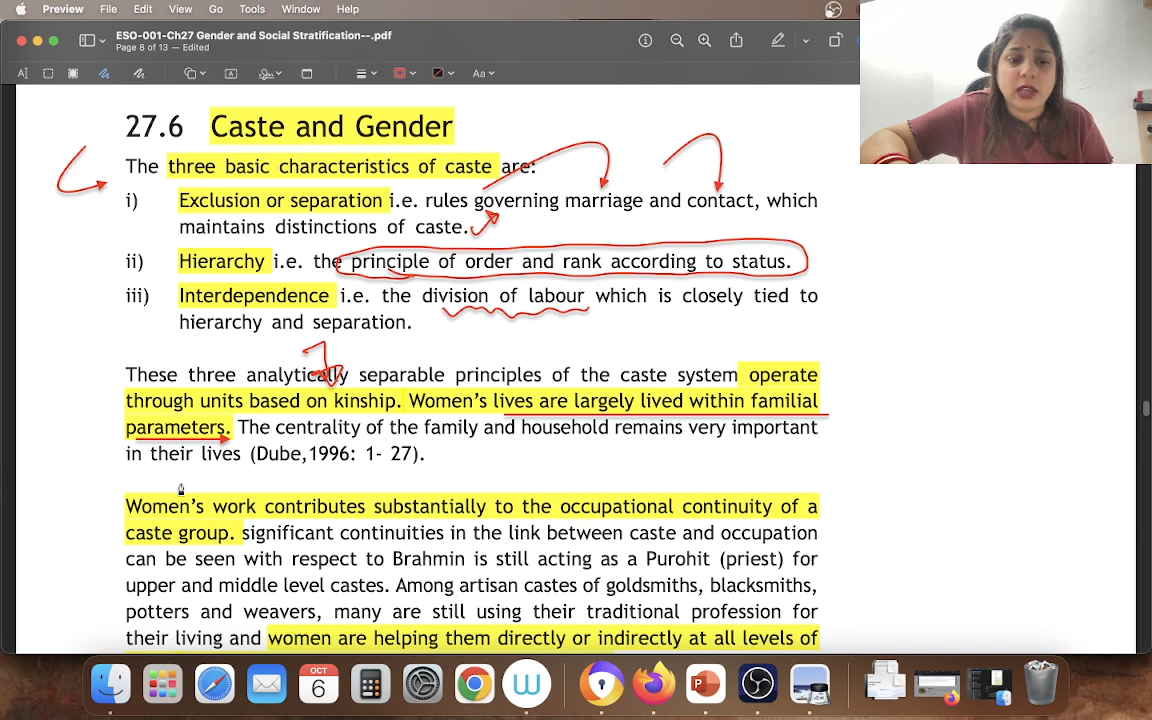 Preview File Edit View Go Tools Window Help
ESO-001-Ch27 Gender and Social Stratification--.pdf
Page 8 of 13 — Edited
27.6 Caste and Gender
The three basic characteristics of caste are:
i) Exclusion or separation i.e. rules governing marriage and contact, which
maintains distinctions of caste.
ii) Hierarchy i.e. the principle of order and rank according to status.
iii) Interdependence i.e. the division of labour which is closely tied to
hierarchy and separation.
These three analytically separable principles of the caste system operate
through units based on kinship. Women's lives are largely lived within familial
parameters. The centrality of the family and household remains very important
in their lives (Dube,1996: 1- 27).
Women's work contributes substantially to the occupational continuity of a
caste group. significant continuities in the link between caste and occupation
can be seen with respect to Brahmin is still acting as a Purohit (priest) for
upper and middle level castes. Among artisan castes of goldsmiths, blacksmiths,
potters and weavers, many are still using their traditional profession for
their living and women are helping them directly or indirectly at all levels of
OCT
6